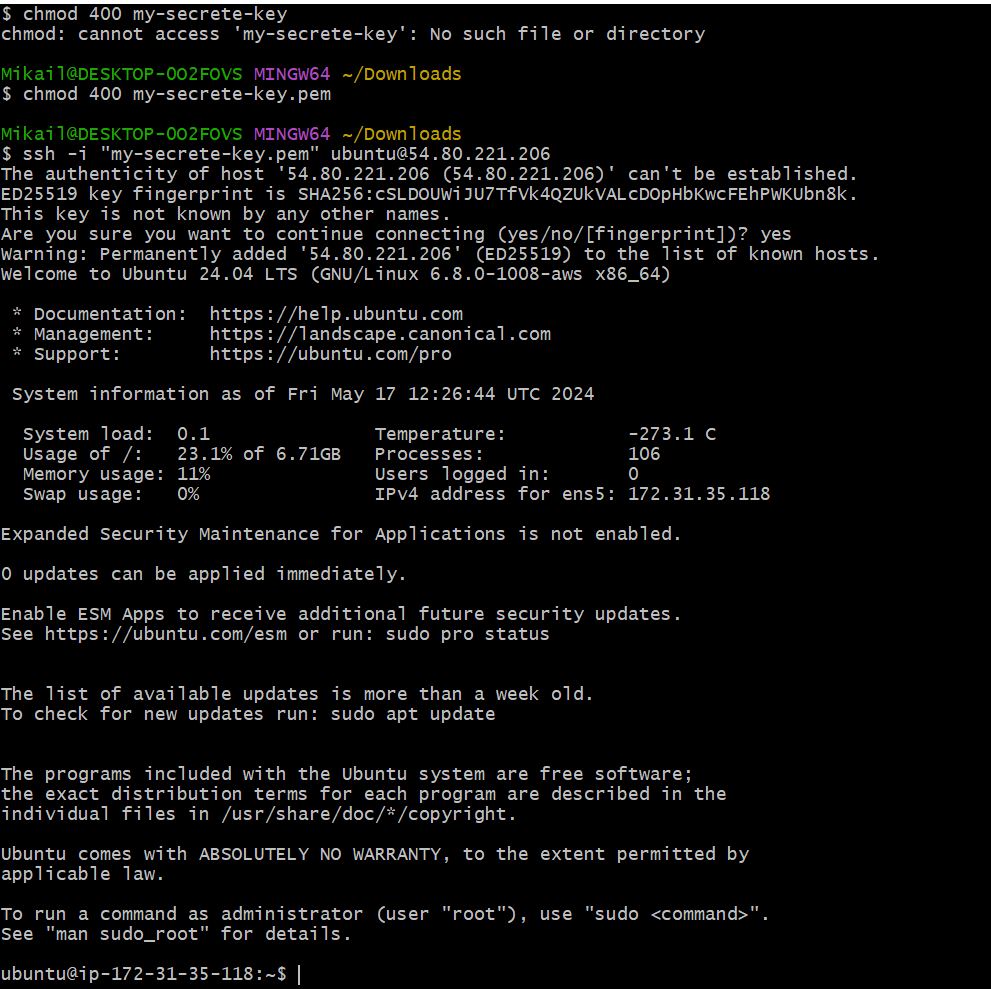 $ chmod 400 my-secrete-key
chmod: cannot access 'my-secrete-key': No such file or directory
Mikail@DESKTOP-OO2FOVS MINGW64 ~/Downloads
$ chmod 400 my-secrete-key.pem
Mikail@DESKTOP-OO2FOVS MINGW64 ~/Downloads
$ ssh -i "my-secrete-key.pem" ubuntu@54.80.221.206
The authenticity of host '54.80.221.206 (54.80.221.206)' can't be established.
ED25519 key fingerprint is SHA256:cSLDOUWiJU7TfVk4QZUkVALcDOpHbKwcFEhPWKUbn8k.
This key is not known by any other names.
Are you sure you want to continue connecting (yes/no/[fingerprint])? yes
Warning: Permanently added '54.80.221.206' (ED25519) to the list of known hosts.
Welcome to Ubuntu 24.04 LTS (GNU/Linux 6.8.0-1008-aws x86_64)
* Documentation:  https://help.ubuntu.com
* Management:     https://landscape.canonical.com
* Support:        https://ubuntu.com/pro
System information as of Fri May 17 12:26:44 UTC 2024
System load:  0.1               Temperature:           -273.1 C
Usage of /:   23.1% of 6.71GB   Processes:             106
Memory usage: 11%               Users logged in:       0
Swap usage:   0%                IPv4 address for ens5: 172.31.35.118
Expanded Security Maintenance for Applications is not enabled.
0 updates can be applied immediately.
Enable ESM Apps to receive additional future security updates.
See https://ubuntu.com/esm or run: sudo pro status
The list of available updates is more than a week old.
To check for new updates run: sudo apt update
The programs included with the Ubuntu system are free software;
the exact distribution terms for each program are described in the
individual files in /usr/share/doc/*/copyright.
Ubuntu comes with ABSOLUTELY NO WARRANTY, to the extent permitted by
applicable law.
To run a command as administrator (user "root"), use "sudo <command>".
See "man sudo_root" for details.
ubuntu@ip-172-31-35-118:~$